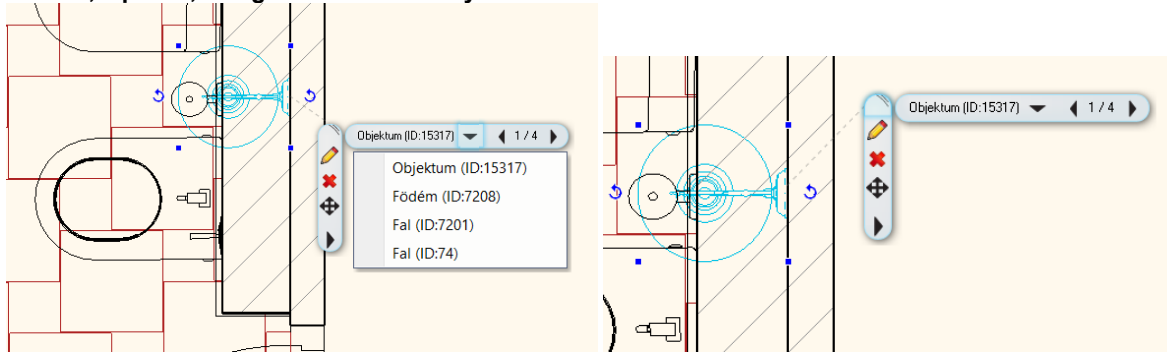 Objektum (ID:15317) 1 / 4
Objektum (ID:15317)
Födém (ID:7208)
Fal (ID:7201)
Fal (ID:74)
Objektum (ID:15317) 1 / 4